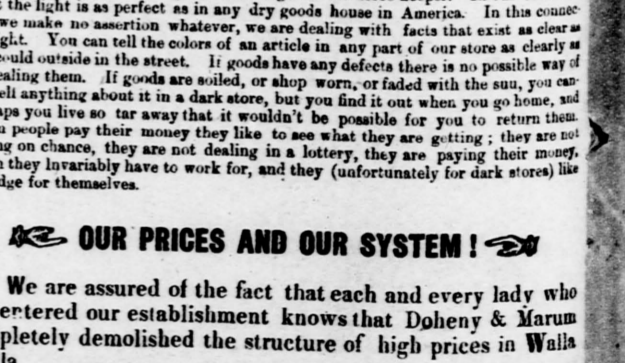 the light is as perfect as in any dry goods house in America. In this connec-
we make no assertion whatever, we are dealing with facts that exist as clear as
ght. You can tell the colors of an article in any part of our store as clearly as
ould outside in the street. If goods have any defects there is no possible way of
ealing them. If goods are soiled, or shop worn, or faded with the suu, you can-
ell anything about it in a dark store, but you find it out when you go home, and
aps you live so far away that it wouldn't be possible for you to return them.
n people pay their money they like to see what they are getting; they are not
ng on chance, they are not dealing in a lottery, they are paying their money,
h they Invariably have to work for, and they (unfortunately for dark stores) like
dge for themselves.
OUR PRICES AND OUR SYSTEM!
We are assured of the fact that each and every lady who
entered our establishment knows that Doheny & Marum
pletely demolished the structure of high prices in Walla
la.